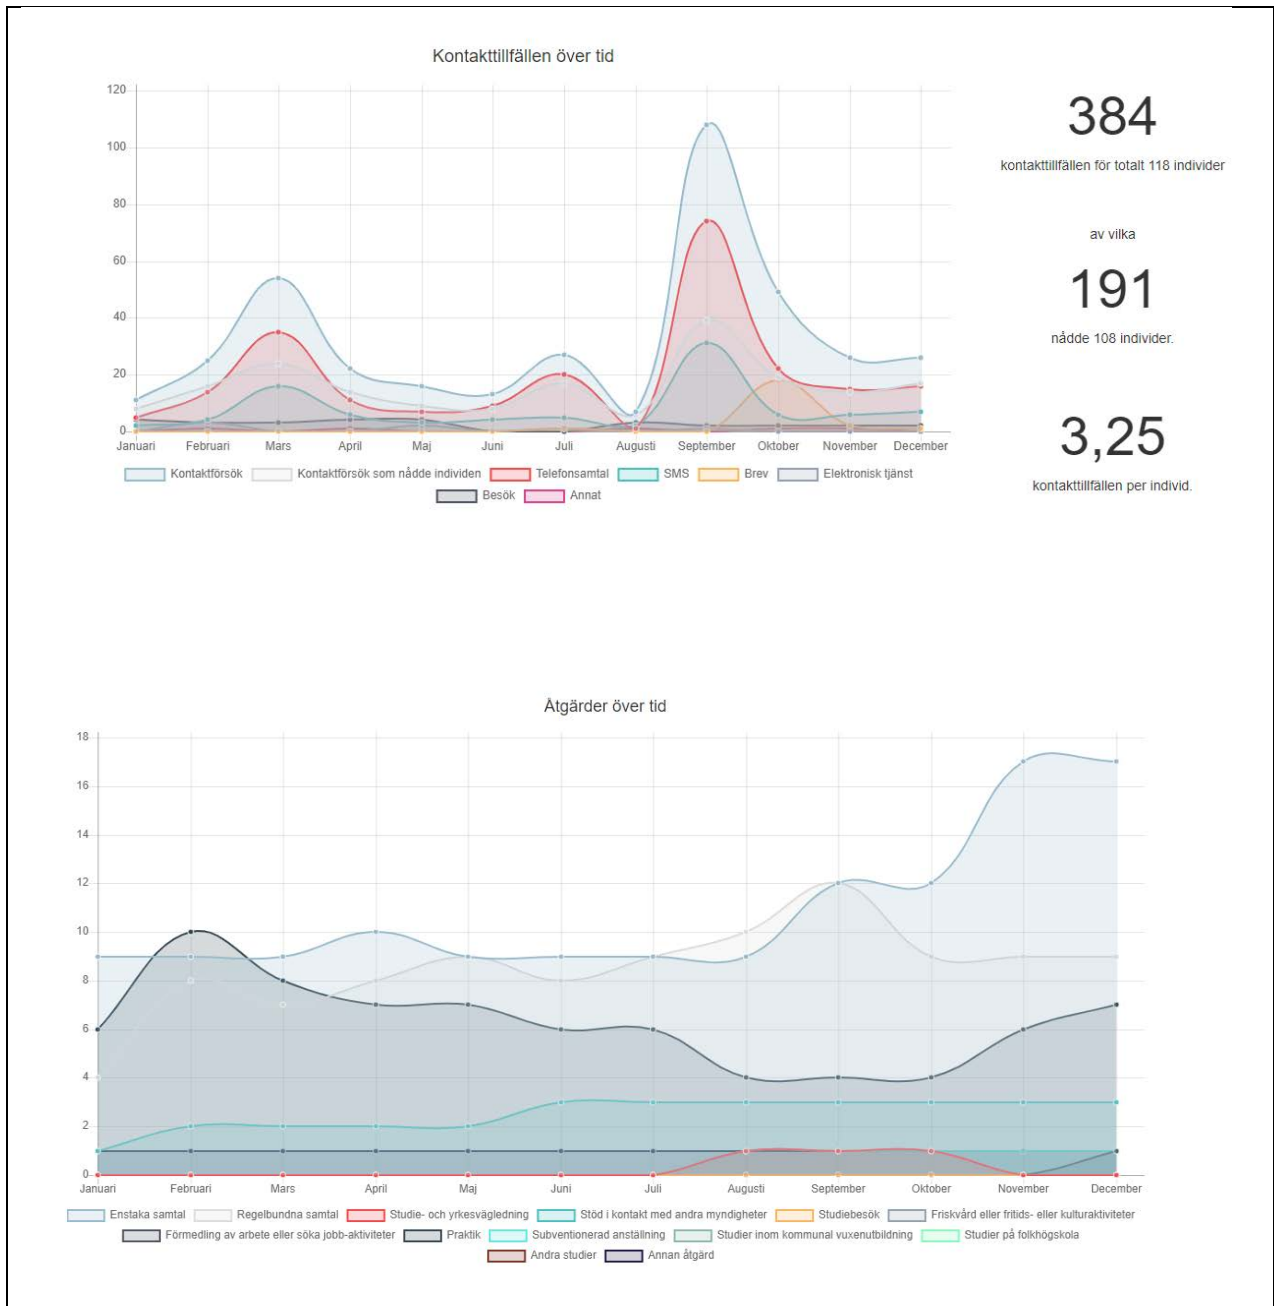 Kontakttillfällen över tid
120
100
80
60
40
20
0
Januari Februari Mars April Maj Juni Juli Augusti September Oktober November December
Kontaktförsök Kontaktförsök som nådde individen Telefonsamtal SMS Brev Elektronisk tjänst
Besök Annat
384
kontakttillfällen för totalt 118 individer
av vilka
191
nådde 108 individer.
3,25
kontakttillfällen per individ.
Åtgärder över tid
18
16
14
12
10
8
6
4
2
0
Januari Februari Mars April Maj Juni Juli Augusti September Oktober November December
Enstaka samtal Regelbundna samtal Studie- och yrkesvägledning Stöd i kontakt med andra myndigheter Studiebesök Friskvård eller fritids- eller kulturaktiviteter
Förmedling av arbete eller söka jobb-aktiviteter Praktik Subventionerad anställning Studier inom kommunal vuxenutbildning Studier på folkhögskola
Andra studier Annan åtgärd